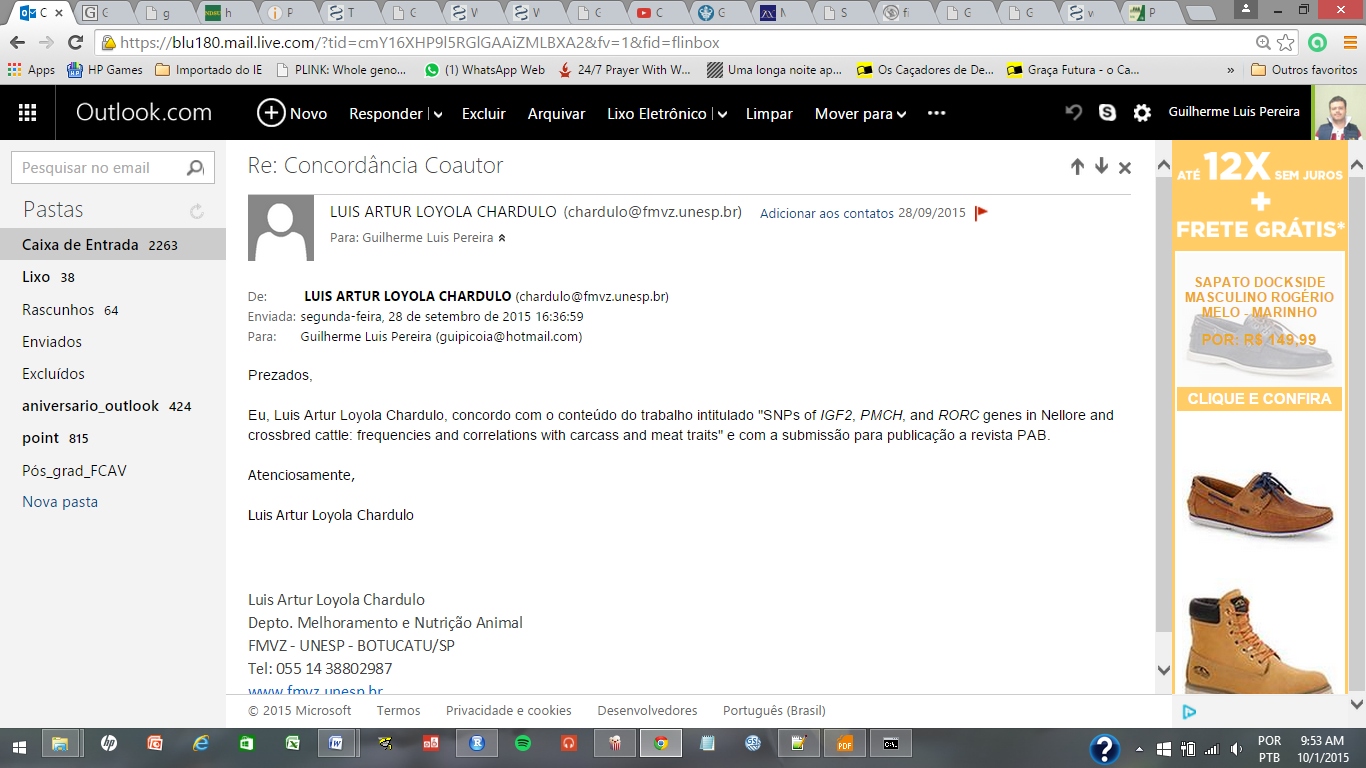 C
G
g
h
P
T
C
V
V
C
C
G
N
S
fi
G
G
v
P
https://blu180.mail.live.com/?tid=cmY16XHP9l5RGlGAAiZMLBXA2&fv=1&fid=flinbox
Apps HP Games Importado do IE PLINK: Whole geno... (1) WhatsApp Web 24/7 Prayer With W... Uma longa noite ap... Os Caçadores de De... Graça Futura - o Ca... » Outros favoritos
Outlook.com Novo Responder Excluir Arquivar Lixo Eletrônico Limpar Mover para Guilherme Luis Pereira
Pesquisar no email
Pastas
Caixa de Entrada 2263
Lixo 38
Rascunhos 64
Enviados
Excluídos
aniversario_outlook 424
point 815
Pós_grad_FCAV
Nova pasta
Re: Concordância Coautor
LUIS ARTUR LOYOLA CHARDULO (chardulo@fmvz.unesp.br) Adicionar aos contatos 28/09/2015
Para: Guilherme Luis Pereira
De: LUIS ARTUR LOYOLA CHARDULO (chardulo@fmvz.unesp.br)
Enviada: segunda-feira, 28 de setembro de 2015 16:36:59
Para: Guilherme Luis Pereira (guipicoia@hotmail.com)
Prezados,
Eu, Luis Artur Loyola Chardulo, concordo com o conteúdo do trabalho intitulado "SNPs of IGF2, PMCH, and RORC genes in Nellore and
crossbred cattle: frequencies and correlations with carcass and meat traits" e com a submissão para publicação a revista PAB.
Atenciosamente,
Luis Artur Loyola Chardulo
Luis Artur Loyola Chardulo
Depto. Melhoramento e Nutrição Animal
FMVZ - UNESP - BOTUCATU/SP
Tel: 055 14 38802987
www.fmvz.unesp.br
© 2015 Microsoft Termos Privacidade e cookies Desenvolvedores Português (Brasil)
ATÉ 12X SEM JUROS
+
FRETE GRÁTIS*
SAPATO DOCKSIDE
MASCULINO ROGÉRIO
MELO - MARINHO
POR: R$ 149,99
CLIQUE E CONFIRA
POR 9:53 AM
PTB 10/1/2015